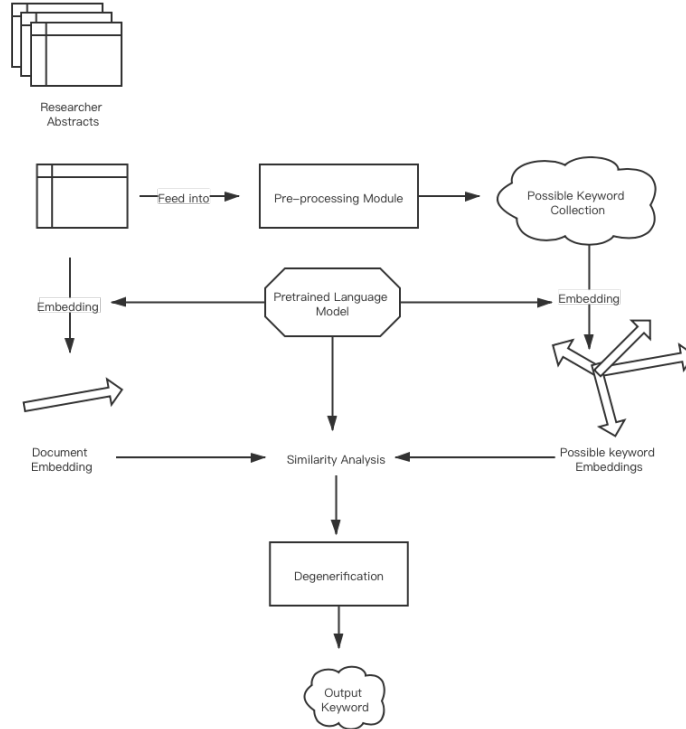 Researcher
Abstracts
Feed into
Pre-processing Module
Possible Keyword
Collection
Embedding
Pretrained Language
Model
Embedding
Document
Embedding
Similarity Analysis
Possible keyword
Embeddings
Degenerification
Output
Keyword